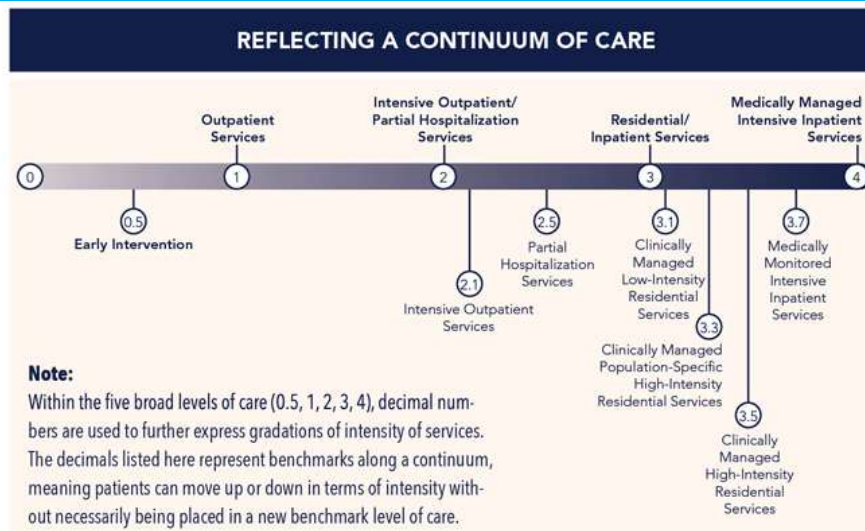 REFLECTING A CONTINUUM OF CARE
Outpatient
Services
Intensive Outpatient/
Partial Hospitalization
Services
Residential/
Inpatient Services
Medically Managed
Intensive Inpatient
Services
0
1
2
3
4
0.5
Early Intervention
2.1
Intensive Outpatient
Services
2.5
Partial
Hospitalization
Services
3.1
Clinically
Managed
Low-Intensity
Residential
Services
3.3
Clinically Managed
Population-Specific
High-Intensity
Residential Services
3.5
Clinically
Managed
High-Intensity
Residential
Services
3.7
Medically
Monitored
Intensive
Inpatient
Services
Note:
Within the five broad levels of care (0.5, 1, 2, 3, 4), decimal num-
bers are used to further express gradations of intensity of services.
The decimals listed here represent benchmarks along a continuum,
meaning patients can move up or down in terms of intensity with-
out necessarily being placed in a new benchmark level of care.